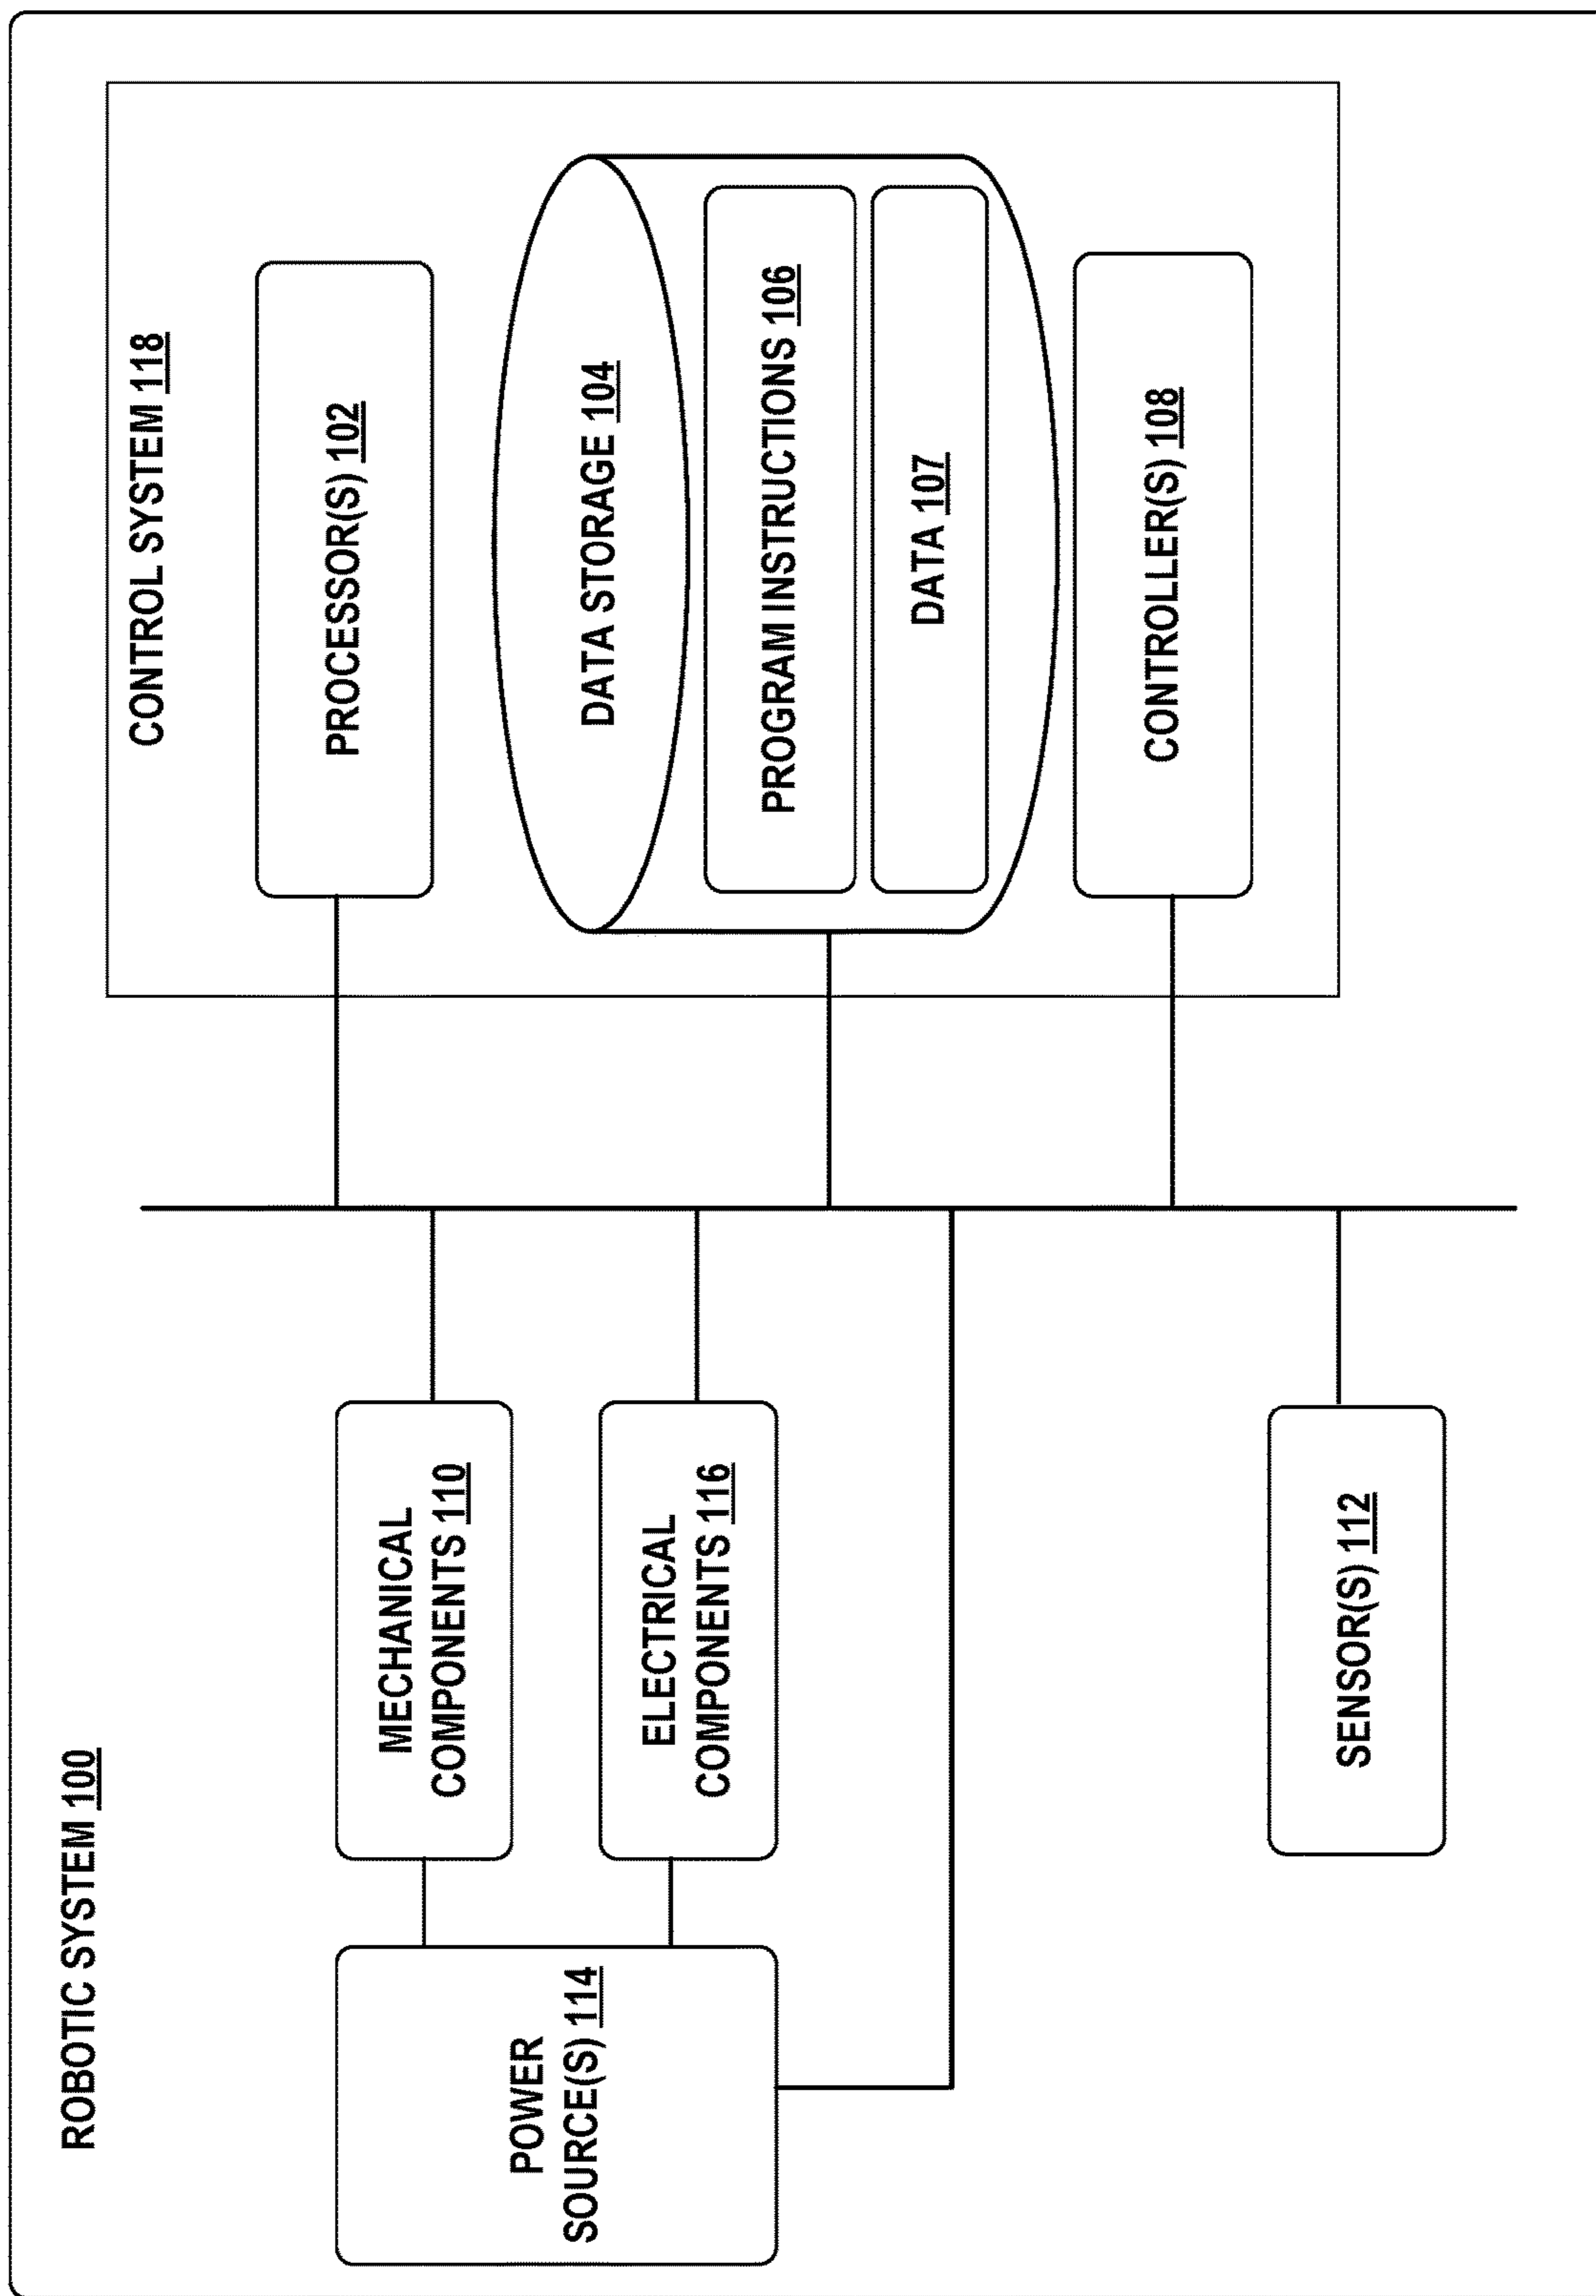 ROBOTIC SYSTEM 100
POWER
SOURCE(S) 114
MECHANICAL
COMPONENTS 110
ELECTRICAL
COMPONENTS 116
SENSOR(S) 112
CONTROL SYSTEM 118
PROCESSOR(S) 102
DATA STORAGE 104
PROGRAM INSTRUCTIONS 106
DATA 107
CONTROLLER(S) 108